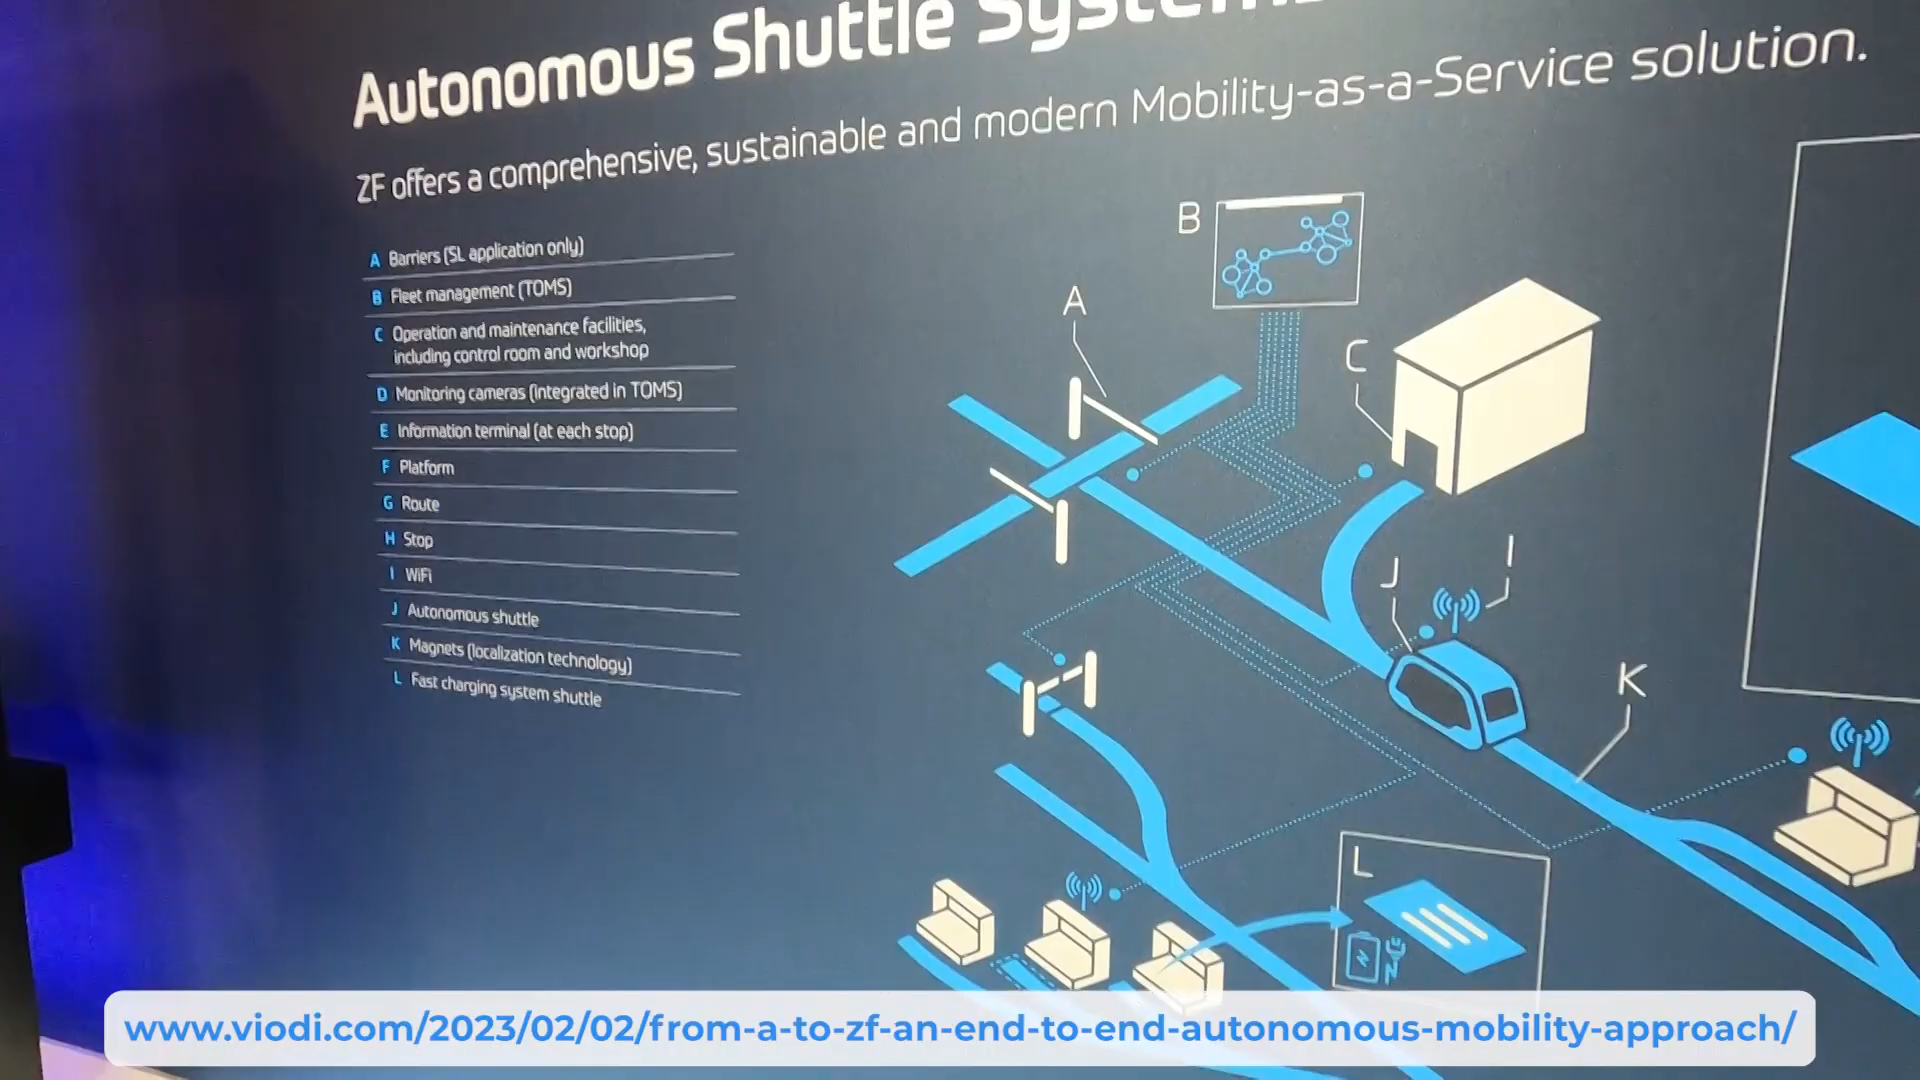 Autonomous Shuttle Systems
ZF offers a comprehensive, sustainable and modern Mobility-as-a-Service solution.
A Barriers (SL application only)
B Fleet management (TOMS)
C Operation and maintenance facilities,
including control room and workshop
D Monitoring cameras (integrated in TOMS)
E Information terminal (at each stop)
F Platform
G Route
H Stop
I WiFi
J Autonomous shuttle
K Magnets (localization technology)
L Fast charging system shuttle
B
A
C
I
J
K
L
www.viodi.com/2023/02/02/from-a-to-zf-an-end-to-end-autonomous-mobility-approach/